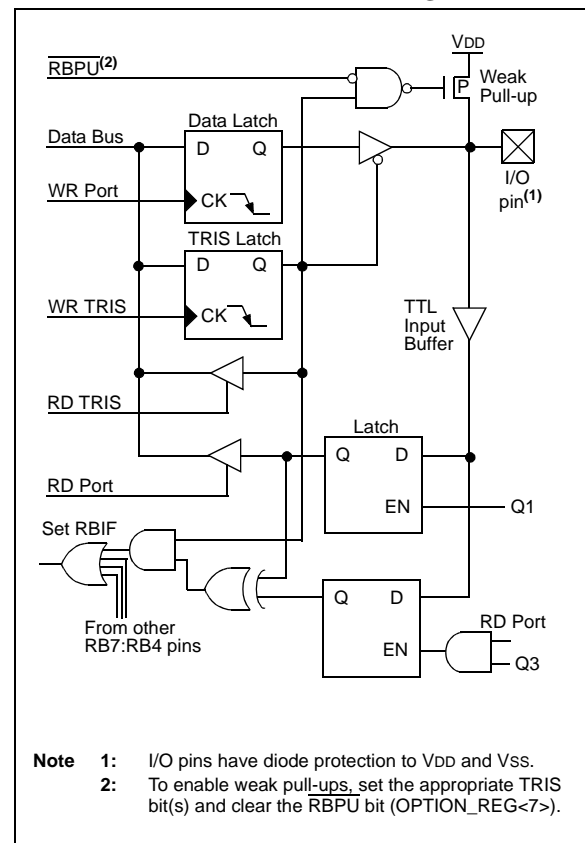 VDD
RBPU(2)
P
Weak
Pull-up
Data Latch
Data Bus
D Q
I/O
pin(1)
WR Port
CK
TRIS Latch
D Q
WR TRIS
CK
TTL
Input
Buffer
RD TRIS
Latch
Q D
RD Port
EN
Q1
Set RBIF
Q D
RD Port
From other
RB7:RB4 pins
EN
Q3
Note 1: I/O pins have diode protection to VDD and VSS.
2: To enable weak pull-ups, set the appropriate TRIS
bit(s) and clear the RBPU bit (OPTION_REG<7>).